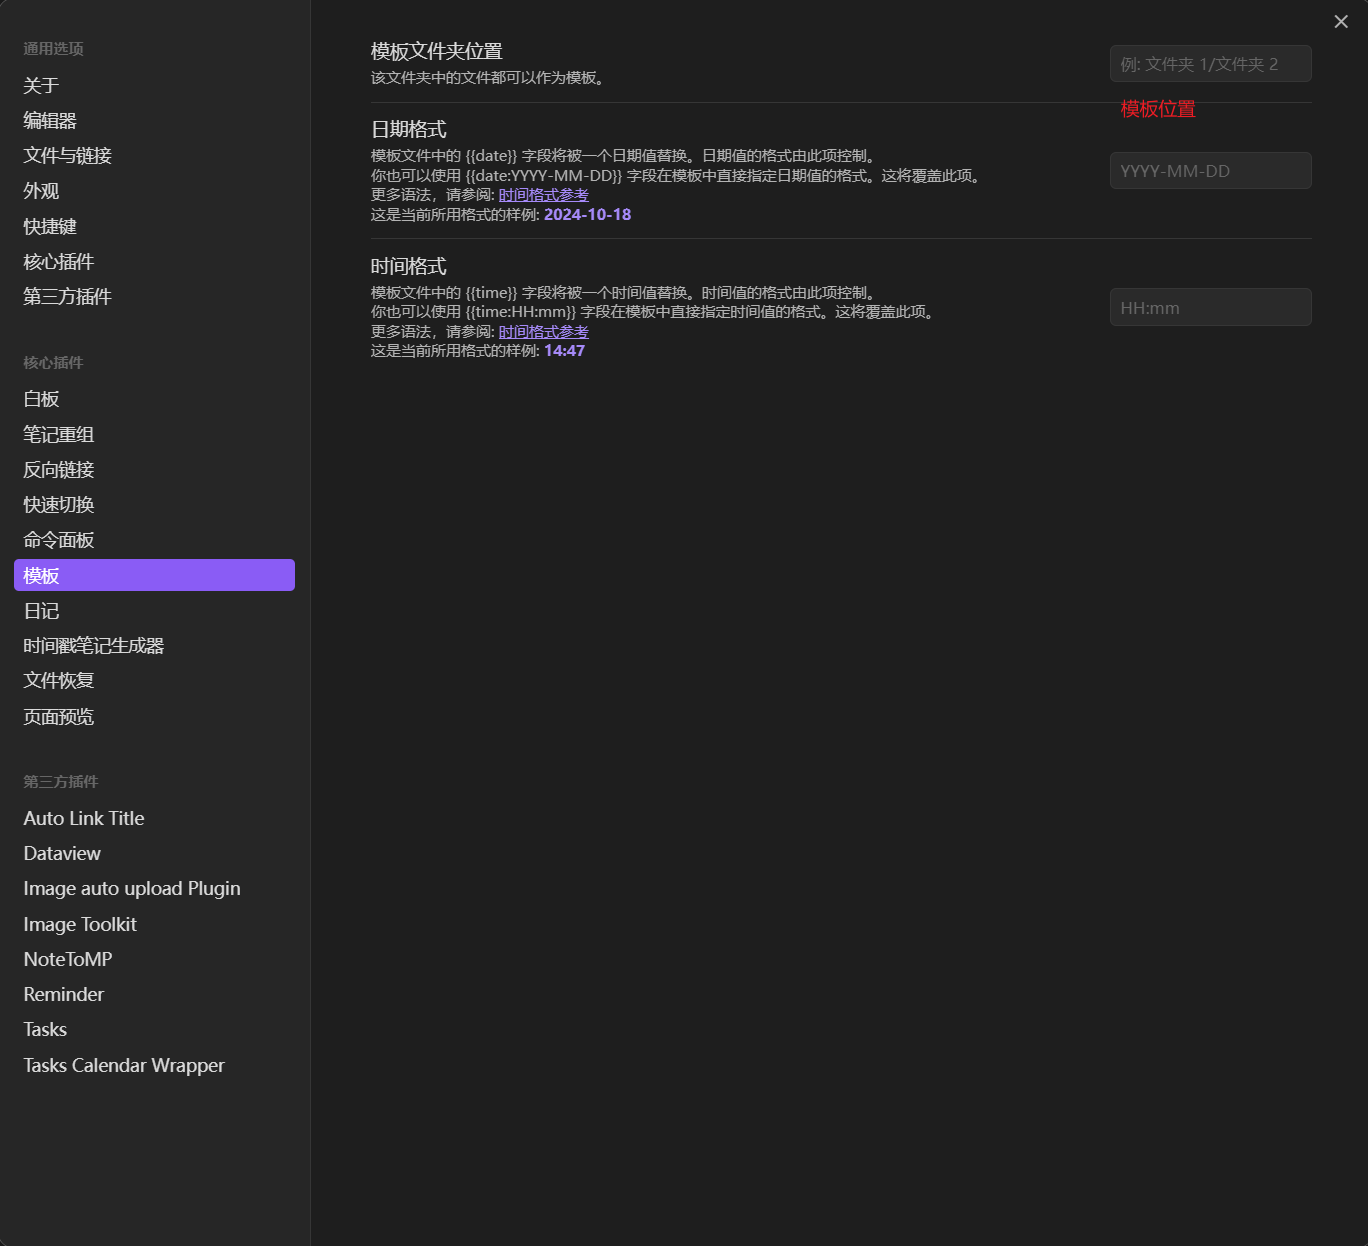 通用选项
关于
编辑器
文件与链接
外观
快捷键
核心插件
第三方插件
核心插件
白板
笔记重组
反向链接
快速切换
命令面板
模板
日记
时间戳笔记生成器
文件恢复
页面预览
第三方插件
Auto Link Title
Dataview
Image auto upload Plugin
Image Toolkit
NoteToMP
Reminder
Tasks
Tasks Calendar Wrapper
模板文件夹位置
该文件夹中的文件都可以作为模板。
例: 文件夹 1/文件夹 2
模板位置
日期格式
模板文件中的 {{date}} 字段将被一个日期值替换。日期值的格式由此项控制。
你也可以使用 {{date:YYYY-MM-DD}} 字段在模板中直接指定日期值的格式。这将覆盖此项。
更多语法，请参阅: 时间格式参考
这是当前所用格式的样例: 2024-10-18
YYYY-MM-DD
时间格式
模板文件中的 {{time}} 字段将被一个时间值替换。时间值的格式由此项控制。
你也可以使用 {{time:HH:mm}} 字段在模板中直接指定时间值的格式。这将覆盖此项。
更多语法，请参阅: 时间格式参考
这是当前所用格式的样例: 14:47
HH:mm